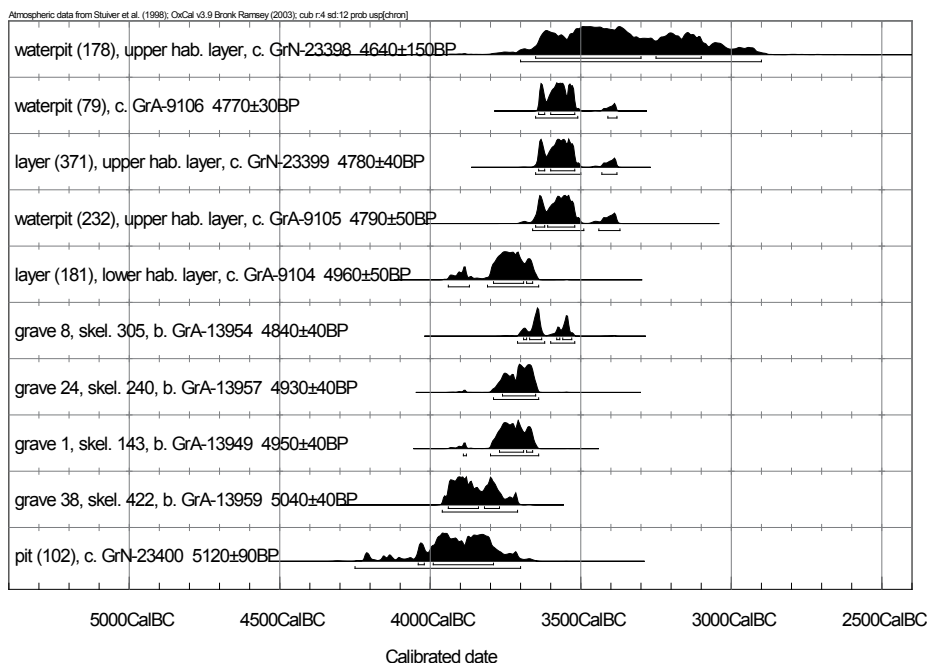 Atmospheric data from Stuiver et al. (1998); OxCal v3.9 Bronk Ramsey (2003); cub r:4 sd:12 prob usp[chron]
waterpit (178), upper hab. layer, c. GrN-23398 4640±150BP
waterpit (79), c. GrA-9106 4770±30BP
layer (371), upper hab. layer, c. GrN-23399 4780±40BP
waterpit (232), upper hab. layer, c. GrA-9105 4790±50BP
layer (181), lower hab. layer, c. GrA-9104 4960±50BP
grave 8, skel. 305, b. GrA-13954 4840±40BP
grave 24, skel. 240, b. GrA-13957 4930±40BP
grave 1, skel. 143, b. GrA-13949 4950±40BP
grave 38, skel. 422, b. GrA-13959 5040±40BP
pit (102), c. GrN-23400 5120±90BP
5000CalBC 4500CalBC 4000CalBC 3500CalBC 3000CalBC 2500CalBC
Calibrated date